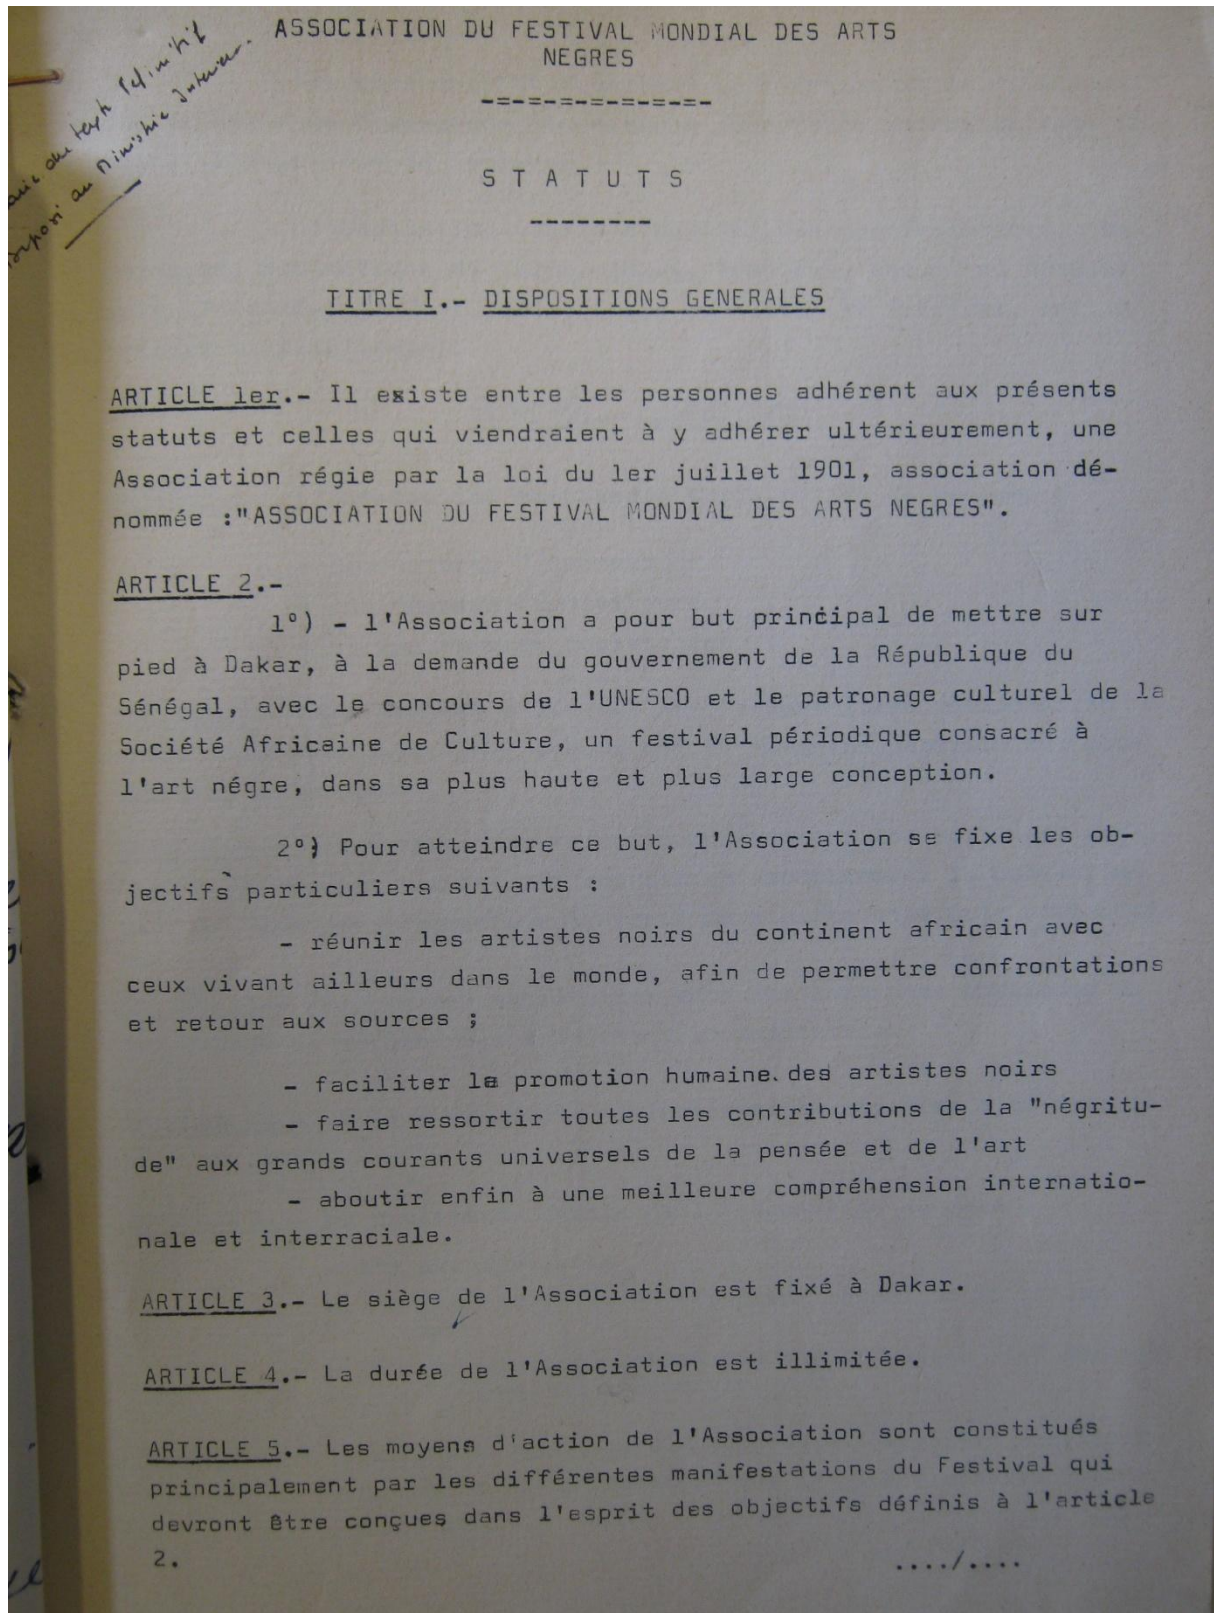 du texte définitif
au Ministère Intérieur.
ASSOCIATION DU FESTIVAL MONDIAL DES ARTS
NEGRES
-=-=-=-=-=-=-=-
S T A T U T S
--------
TITRE I.- DISPOSITIONS GENERALES
ARTICLE 1er.- Il existe entre les personnes adhérent aux présents
statuts et celles qui viendraient à y adhérer ultérieurement, une
Association régie par la loi du 1er juillet 1901, association dé-
nommée :"ASSOCIATION DU FESTIVAL MONDIAL DES ARTS NEGRES".
ARTICLE 2.-
1°) - l'Association a pour but principal de mettre sur
pied à Dakar, à la demande du gouvernement de la République du
Sénégal, avec le concours de l'UNESCO et le patronage culturel de la
Société Africaine de Culture, un festival périodique consacré à
l'art négre, dans sa plus haute et plus large conception.
2°) Pour atteindre ce but, l'Association se fixe les ob-
jectifs particuliers suivants :
- réunir les artistes noirs du continent africain avec
ceux vivant ailleurs dans le monde, afin de permettre confrontations
et retour aux sources ;
- faciliter la promotion humaine des artistes noirs
- faire ressortir toutes les contributions de la "négritu-
de" aux grands courants universels de la pensée et de l'art
- aboutir enfin à une meilleure compréhension internatio-
nale et interraciale.
ARTICLE 3.- Le siège de l'Association est fixé à Dakar.
ARTICLE 4.- La durée de l'Association est illimitée.
ARTICLE 5.- Les moyens d'action de l'Association sont constitués
principalement par les différentes manifestations du Festival qui
devront être conçues dans l'esprit des objectifs définis à l'article
2.
..../....